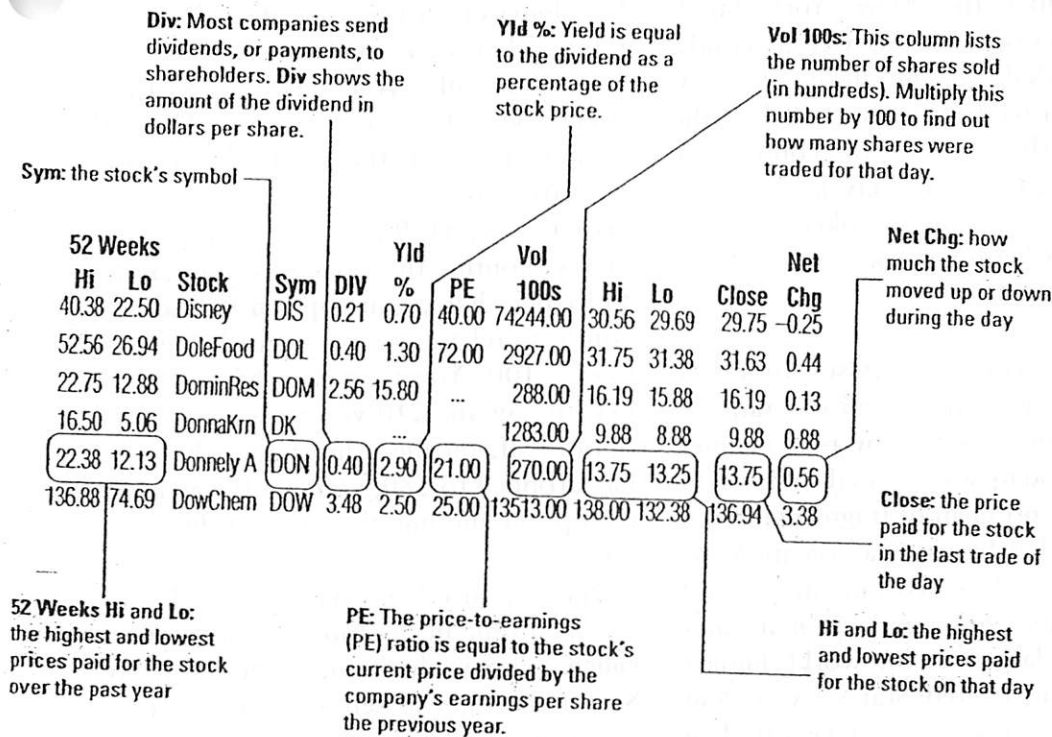 Div: Most companies send
dividends, or payments, to
shareholders. Div shows the
amount of the dividend in
dollars per share.
Yld %: Yield is equal
to the dividend as a
percentage of the
stock price.
Vol 100s: This column lists
the number of shares sold
(in hundreds). Multiply this
number by 100 to find out
how many shares were
traded for that day.
Sym: the stock's symbol
Net Chg: how
much the stock
moved up or down
during the day
52 Weeks Yld Vol Net
Hi Lo Stock Sym DIV % PE 100s Hi Lo Close Chg
40.38 22.50 Disney DIS 0.21 0.70 40.00 74244.00 30.56 29.69 29.75 –0.25
52.56 26.94 DoleFood DOL 0.40 1.30 72.00 2927.00 31.75 31.38 31.63 0.44
22.75 12.88 DominRes DOM 2.56 15.80 ... 288.00 16.19 15.88 16.19 0.13
16.50 5.06 DonnaKrn DK ... 1283.00 9.88 8.88 9.88 0.88
22.38 12.13 Donnely A DON 0.40 2.90 21.00 270.00 13.75 13.25 13.75 0.56
136.88 74.69 DowChem DOW 3.48 2.50 25.00 13513.00 138.00 132.38 136.94 3.38
Close: the price
paid for the stock
in the last trade of
the day
52 Weeks Hi and Lo:
the highest and lowest
prices paid for the stock
over the past year
PE: The price-to-earnings
(PE) ratio is equal to the stock's
current price divided by the
company's earnings per share
the previous year.
Hi and Lo: the highest
and lowest prices paid
for the stock on that day